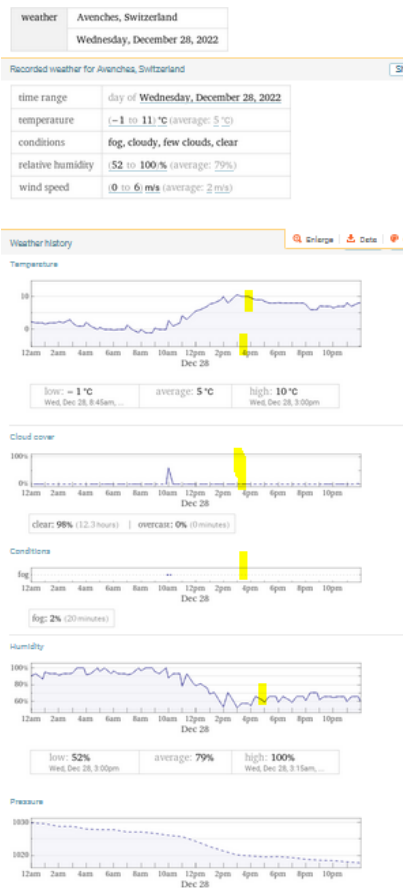 weather
Avenches, Switzerland
Wednesday, December 28, 2022
Recorded weather for Avenches, Switzerland
time range
day of Wednesday, December 28, 2022
temperature
(−1 to 11) °C (average: 5 °C)
conditions
fog, cloudy, few clouds, clear
relative humidity
(52 to 100)% (average: 79%)
wind speed
(0 to 6) m/s (average: 2 m/s)
Weather history
Enlarge
Data
Temperature
10
0
12am 2am 4am 6am 8am 10am 12pm 2pm 4pm 6pm 8pm 10pm
Dec 28
low: −1 °C average: 5 °C high: 10 °C
Wed, Dec 28, 8:45am, ... Wed, Dec 28, 3:00pm
Cloud cover
100%
0%
12am 2am 4am 6am 8am 10am 12pm 2pm 4pm 6pm 8pm 10pm
Dec 28
clear: 98% (12.3 hours) | overcast: 0% (0 minutes)
Conditions
fog
12am 2am 4am 6am 8am 10am 12pm 2pm 4pm 6pm 8pm 10pm
Dec 28
fog: 2% (20 minutes)
Humidity
100%
80%
60%
12am 2am 4am 6am 8am 10am 12pm 2pm 4pm 6pm 8pm 10pm
Dec 28
low: 52% average: 79% high: 100%
Wed, Dec 28, 3:00pm Wed, Dec 28, 3:15am, ...
Pressure
1030
1020
12am 2am 4am 6am 8am 10am 12pm 2pm 4pm 6pm 8pm 10pm
Dec 28